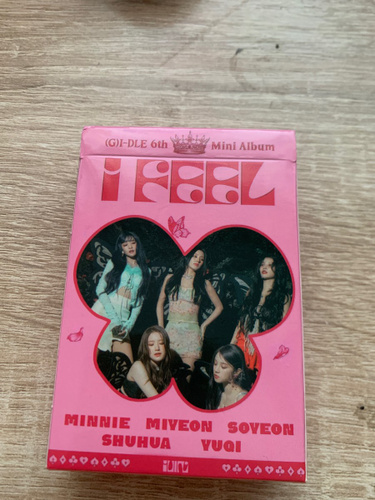 (G)I-DLE 6th Mini Album
I FEEL
MINNIE MIYEON SOYEON
SHUHUA YUQI